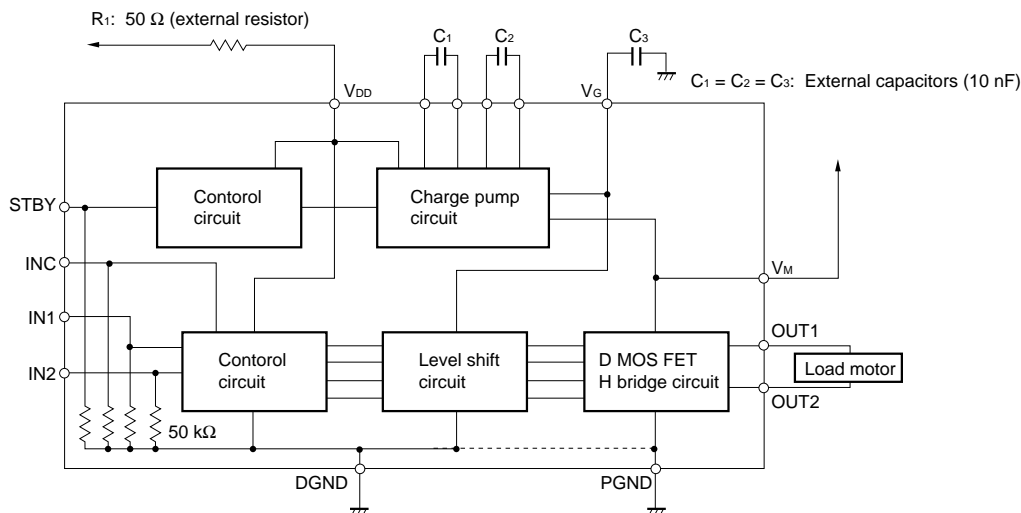 R1: 50 Ω (external resistor)
C1
C2
C3
C1 = C2 = C3: External capacitors (10 nF)
VDD
VG
STBY
Contorol
circuit
Charge pump
circuit
INC
VM
IN1
OUT1
Contorol
circuit
Level shift
circuit
D MOS FET
H bridge circuit
Load motor
IN2
OUT2
50 kΩ
DGND
PGND